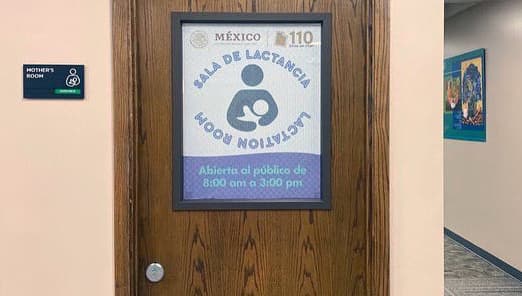 MOTHER'S
ROOM
MÉXICO
110
SALA DE LACTANCIA
LACTATION ROOM
Abierta al público de
8:00 am a 3:00 pm